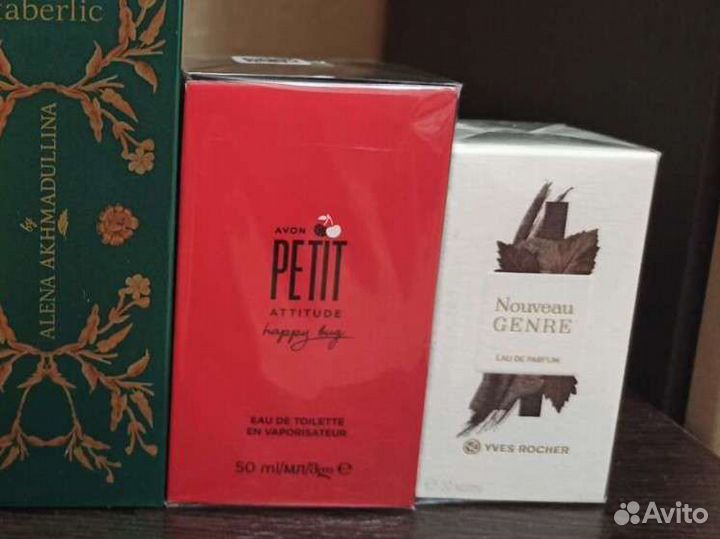 aberlic
by
ALENA AKHMADULLINA
AVON
PETIT
ATTITUDE
happy bug
EAU DE TOILETTE
EN VAPORISATEUR
50 ml/мл/მლ e
Nouveau
GENRE
EAU DE PARFUM
YVES ROCHER
Avito